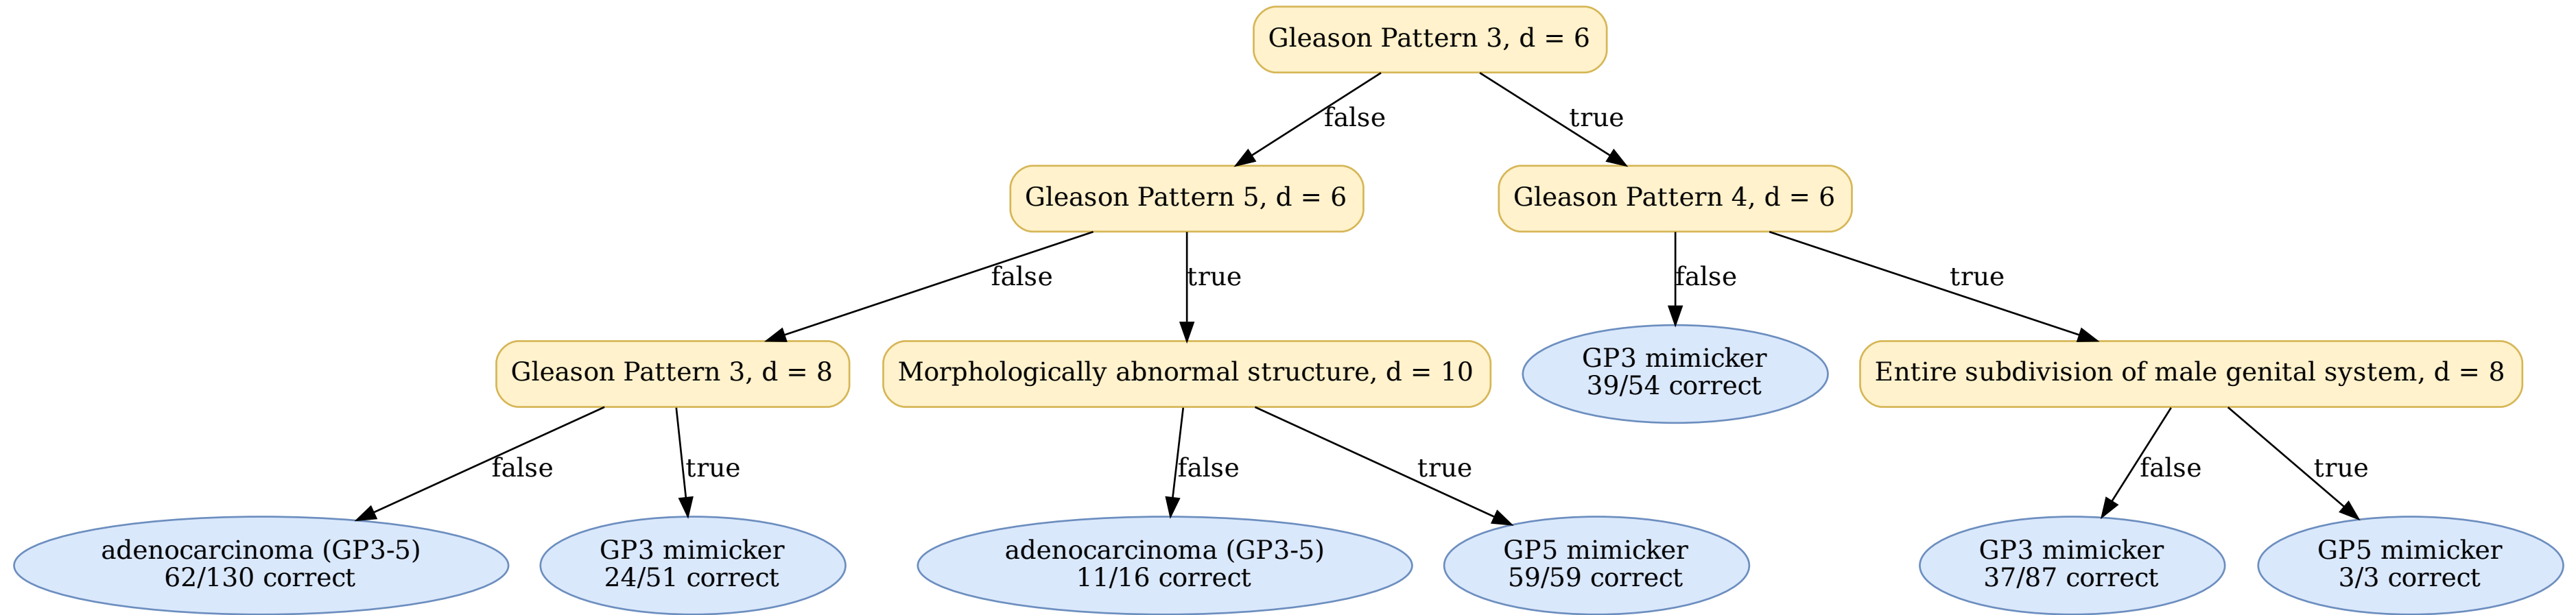 Gleason Pattern 3, d = 6
false
true
Gleason Pattern 5, d = 6
Gleason Pattern 4, d = 6
false
true
false
true
Gleason Pattern 3, d = 8
Morphologically abnormal structure, d = 10
GP3 mimicker
39/54 correct
Entire subdivision of male genital system, d = 8
false
true
false
true
false
true
adenocarcinoma (GP3-5)
62/130 correct
GP3 mimicker
24/51 correct
adenocarcinoma (GP3-5)
11/16 correct
GP5 mimicker
59/59 correct
GP3 mimicker
37/87 correct
GP5 mimicker
3/3 correct